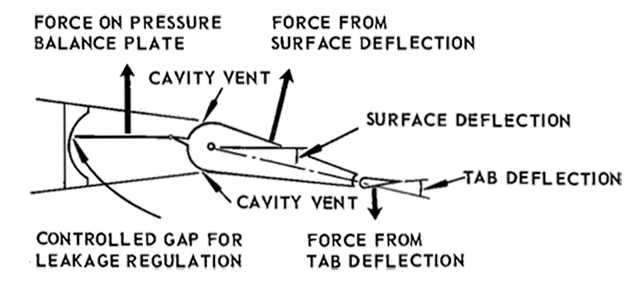 FORCE ON PRESSURE
BALANCE PLATE
FORCE FROM
SURFACE DEFLECTION
CAVITY VENT
SURFACE DEFLECTION
TAB DEFLECTION
CAVITY VENT
CONTROLLED GAP FOR
LEAKAGE REGULATION
FORCE FROM
TAB DEFLECTION